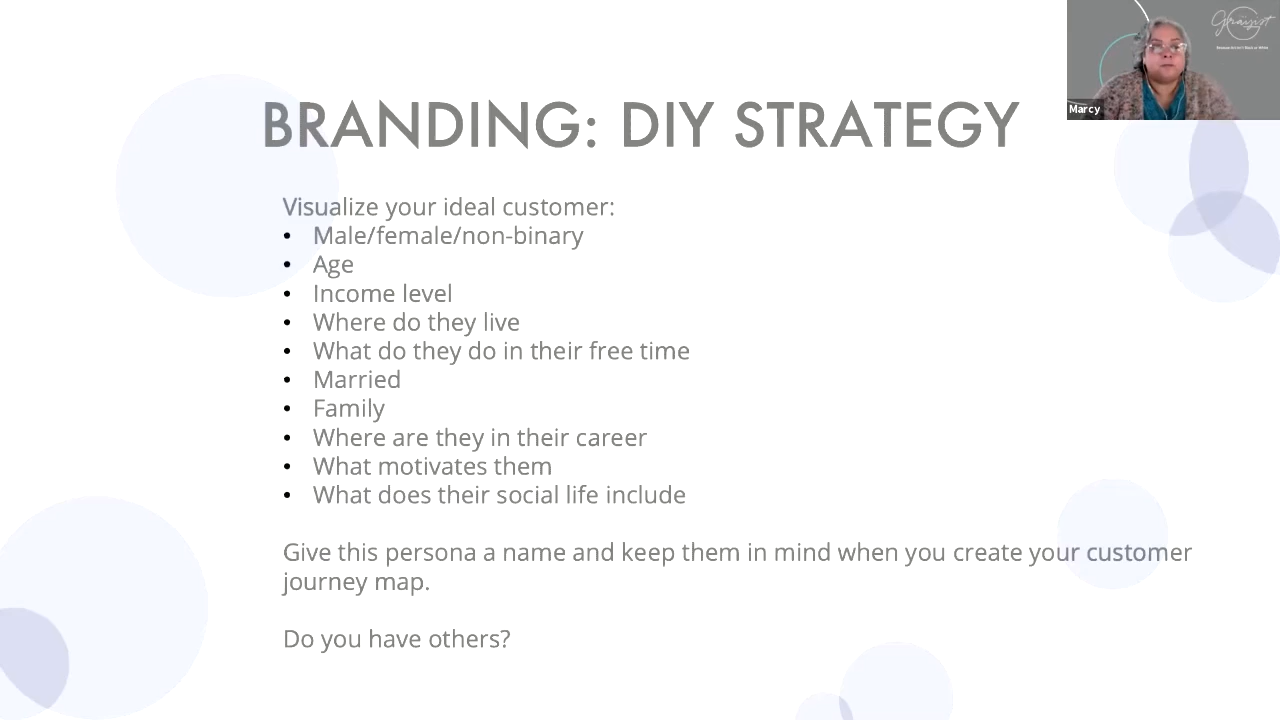 BRANDING: DIY STRATEGY
Visualize your ideal customer:
• Male/female/non-binary
• Age
• Income level
• Where do they live
• What do they do in their free time
• Married
• Family
• Where are they in their career
• What motivates them
• What does their social life include
Give this persona a name and keep them in mind when you create your customer
journey map.
Do you have others?
Marcy